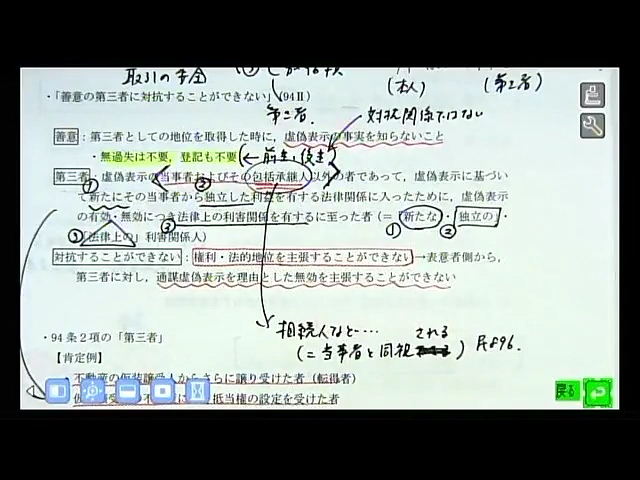 取引の安全
(本人) (第三者)
・「善意の第三者に対抗することができない」(94Ⅱ)
第三者. 対抗関係ではない
善意：第三者としての地位を取得した時に，虚偽表示の事実を知らないこと
・無過失は不要，登記も不要 (←前主，後主)
第三者：虚偽表示の当事者およびその包括承継人以外の者であって，虚偽表示に基づい
① ②
て新たにその当事者から独立した利益を有する法律関係に入ったために，虚偽表示
の有効・無効につき法律上の利害関係を有するに至った者（＝「新たな」・「独立の」・
③ ① ②
③「法律上の」利害関係人）
対抗することができない：権利・法的地位を主張することができない→表意者側から，
第三者に対し，通謀虚偽表示を理由とした無効を主張することができない
相続人など…. される
(=当事者と同視) 民896.
・94 条 2 項の「第三者」
【肯定例】
・不動産の仮装譲受人からさらに譲り受けた者（転得者）
抵当権の設定を受けた者
戻る